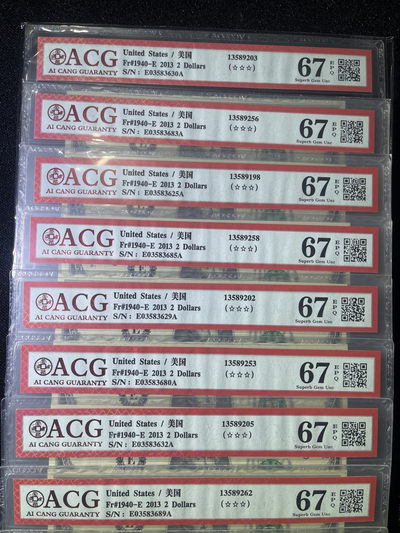 ACG
AI CANG GUARANTY
United States / 美国
Fr#1940-E 2013 2 Dollars
S/N : E03583630A
13589203
(☆☆☆)
67
EPQ
Superb Gem Unc
ACG
AI CANG GUARANTY
United States / 美国
Fr#1940-E 2013 2 Dollars
S/N : E03583683A
13589256
(☆☆☆)
67
EPQ
Superb Gem Unc
ACG
AI CANG GUARANTY
United States / 美国
Fr#1940-E 2013 2 Dollars
S/N : E03583625A
13589198
(☆☆☆)
67
EPQ
Superb Gem Unc
ACG
AI CANG GUARANTY
United States / 美国
Fr#1940-E 2013 2 Dollars
S/N : E03583685A
13589258
(☆☆☆)
67
EPQ
Superb Gem Unc
ACG
AI CANG GUARANTY
United States / 美国
Fr#1940-E 2013 2 Dollars
S/N : E03583629A
13589202
(☆☆☆)
67
EPQ
Superb Gem Unc
ACG
AI CANG GUARANTY
United States / 美国
Fr#1940-E 2013 2 Dollars
S/N : E03583680A
13589253
(☆☆☆)
67
EPQ
Superb Gem Unc
ACG
AI CANG GUARANTY
United States / 美国
Fr#1940-E 2013 2 Dollars
S/N : E03583632A
13589205
(☆☆☆)
67
EPQ
Superb Gem Unc
ACG
AI CANG GUARANTY
United States / 美国
Fr#1940-E 2013 2 Dollars
S/N : E03583689A
13589262
(☆☆☆)
67
EPQ
Superb Gem Unc